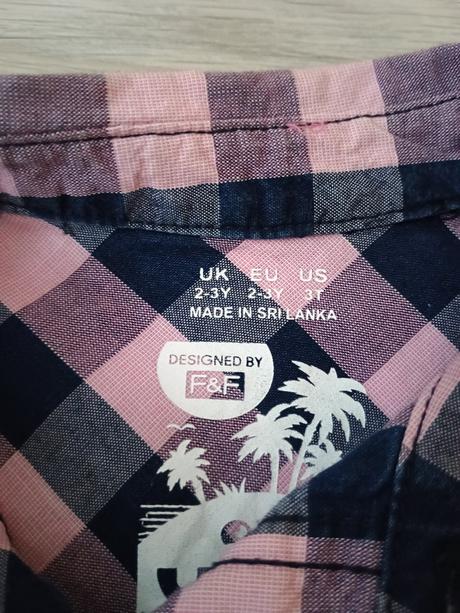 UK EU US
2-3Y 2-3Y 3T
MADE IN SRI LANKA
DESIGNED BY
F&F